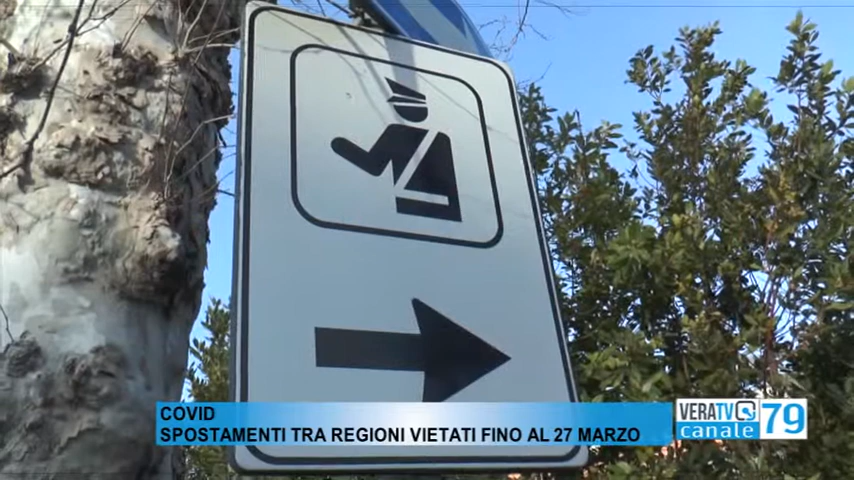 COVID
SPOSTAMENTI TRA REGIONI VIETATI FINO AL 27 MARZO
VERATV
canale 79